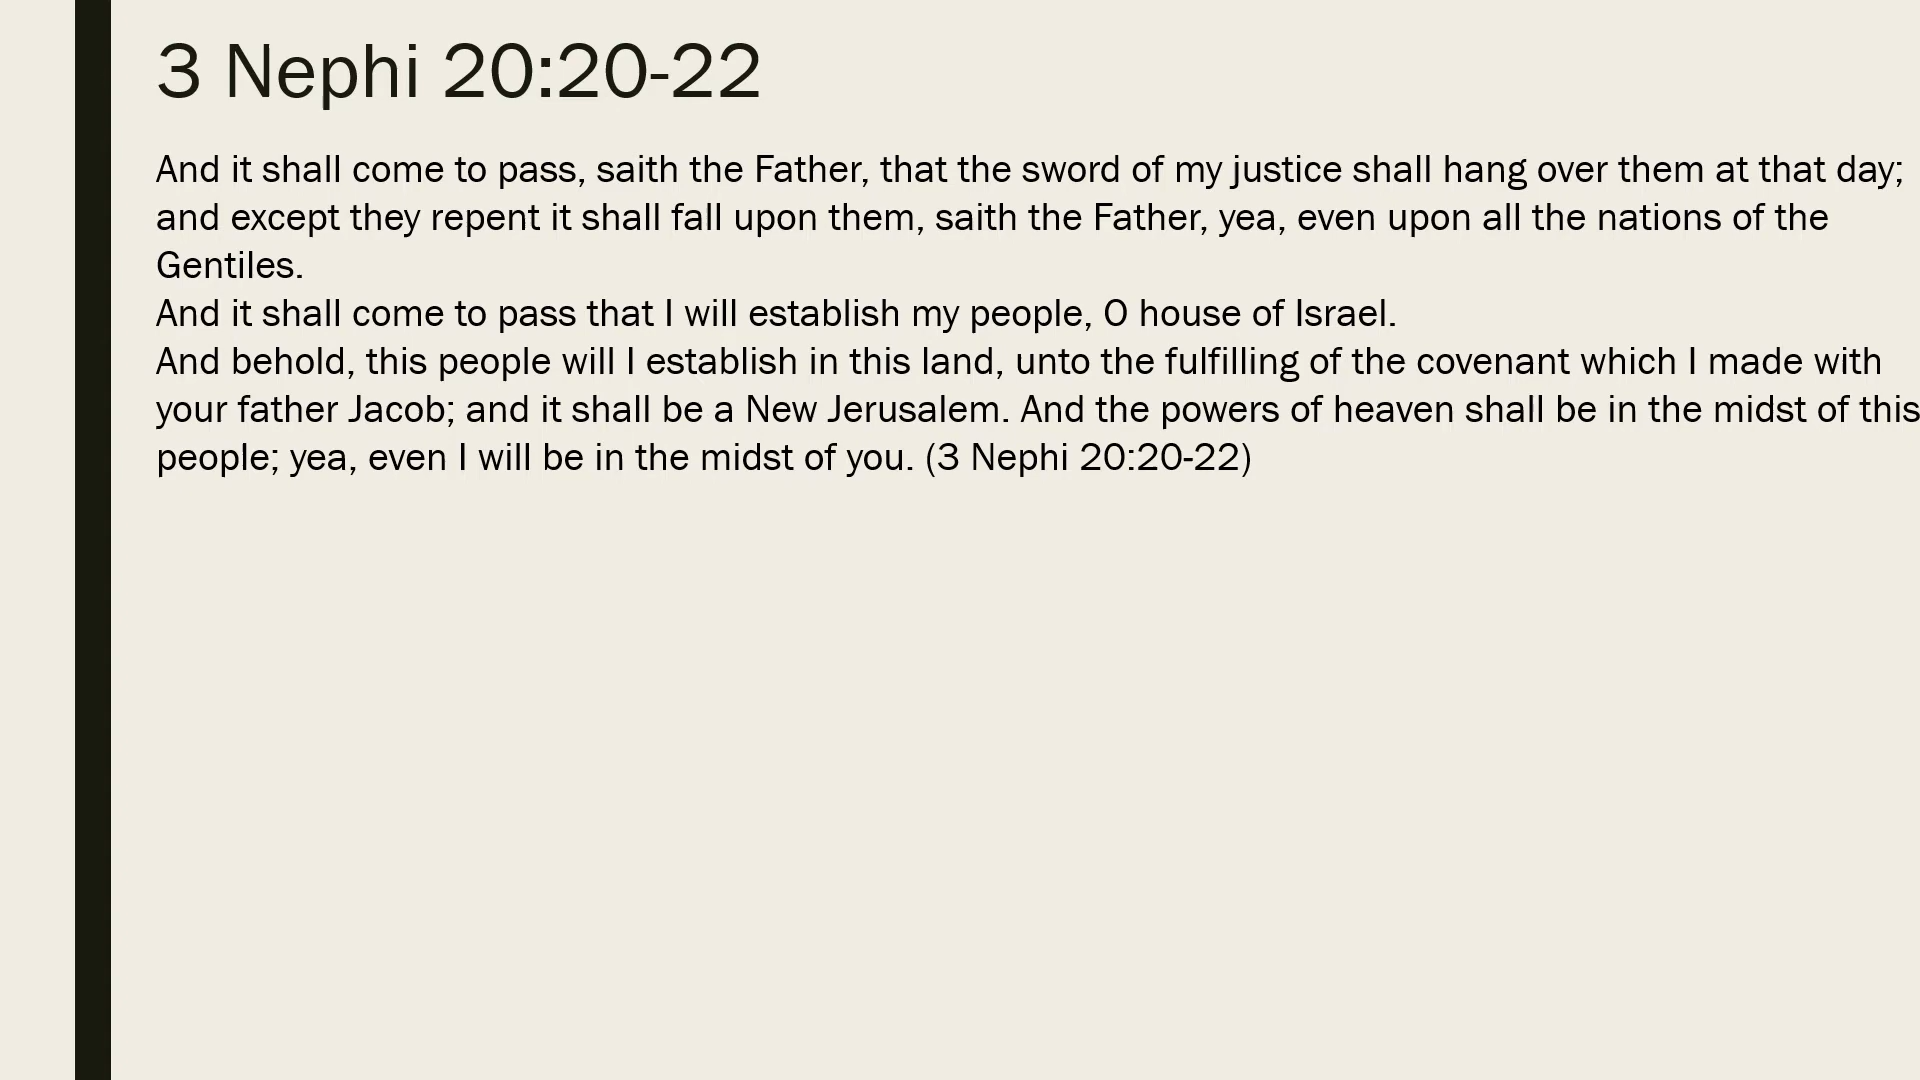 3 Nephi 20:20-22
And it shall come to pass, saith the Father, that the sword of my justice shall hang over them at that day;
and except they repent it shall fall upon them, saith the Father, yea, even upon all the nations of the
Gentiles.
And it shall come to pass that I will establish my people, O house of Israel.
And behold, this people will I establish in this land, unto the fulfilling of the covenant which I made with
your father Jacob; and it shall be a New Jerusalem. And the powers of heaven shall be in the midst of this
people; yea, even I will be in the midst of you. (3 Nephi 20:20-22)